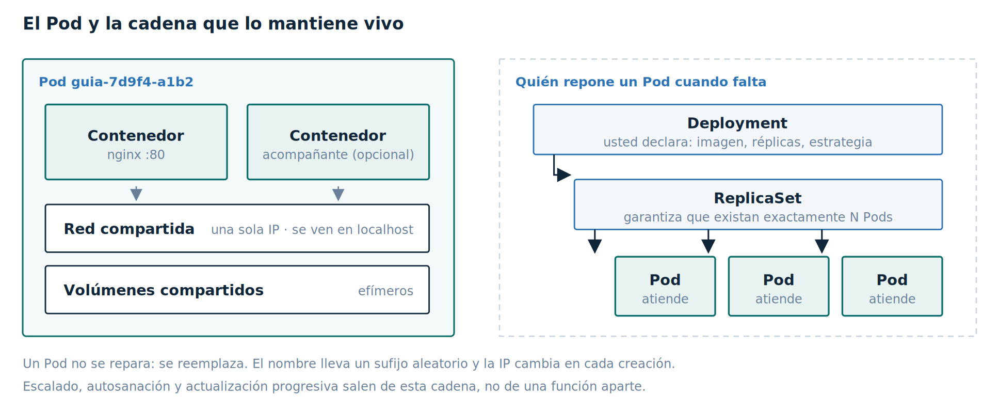 El Pod y la cadena que lo mantiene vivo
Pod guia-7d9f4-a1b2
Contenedor
nginx :80
Contenedor
acompañante (opcional)
Red compartida una sola IP · se ven en localhost
Volúmenes compartidos efímeros
Quién repone un Pod cuando falta
Deployment
usted declara: imagen, réplicas, estrategia
ReplicaSet
garantiza que existan exactamente N Pods
Pod
atiende
Pod
atiende
Pod
atiende
Un Pod no se repara: se reemplaza. El nombre lleva un sufijo aleatorio y la IP cambia en cada creación.
Escalado, autosanación y actualización progresiva salen de esta cadena, no de una función aparte.